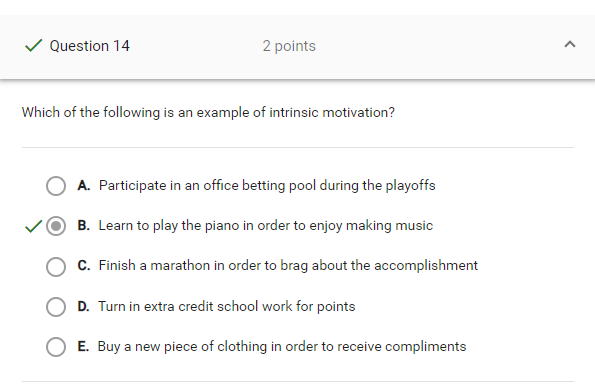 Question 14 2 points
Which of the following is an example of intrinsic motivation?
A. Participate in an office betting pool during the playoffs
B. Learn to play the piano in order to enjoy making music
C. Finish a marathon in order to brag about the accomplishment
D. Turn in extra credit school work for points
E. Buy a new piece of clothing in order to receive compliments